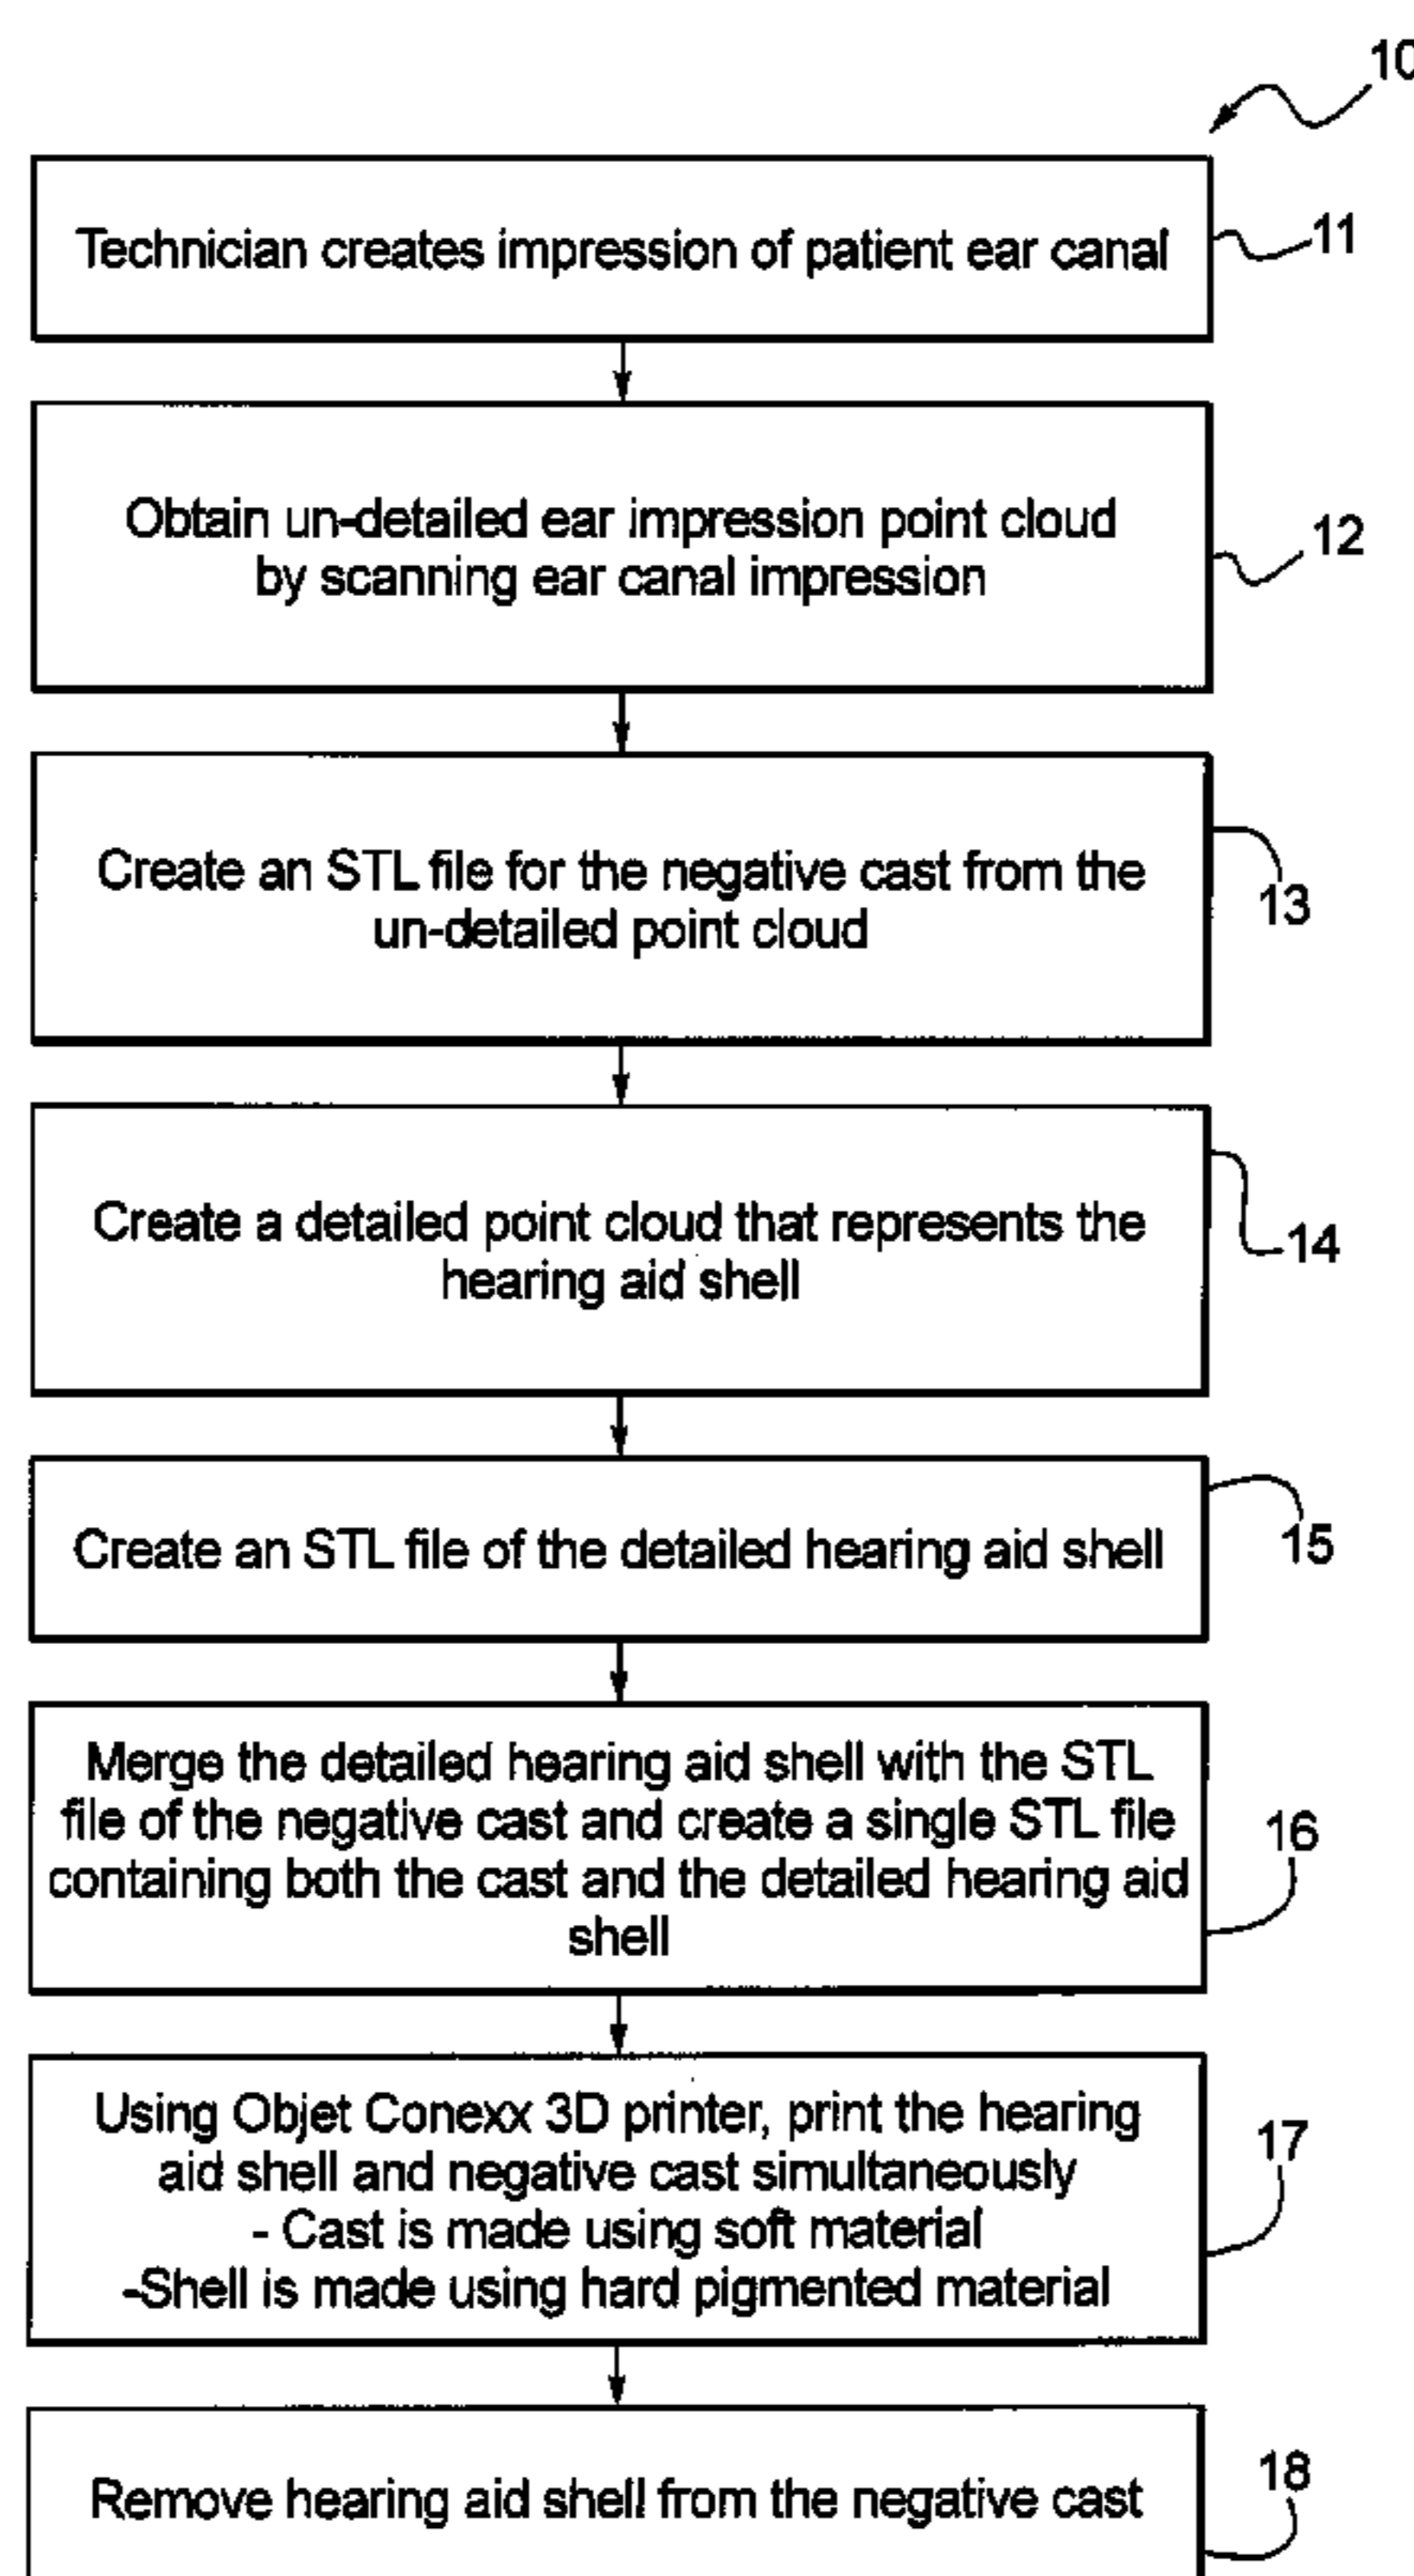 10
Technician creates impression of patient ear canal
11
Obtain un-detailed ear impression point cloud
by scanning ear canal impression
12
Create an STL file for the negative cast from the
un-detailed point cloud
13
Create a detailed point cloud that represents the
hearing aid shell
14
Create an STL file of the detailed hearing aid shell
15
Merge the detailed hearing aid shell with the STL
file of the negative cast and create a single STL file
containing both the cast and the detailed hearing aid
shell
16
Using Objet Conexx 3D printer, print the hearing
aid shell and negative cast simultaneously
- Cast is made using soft material
-Shell is made using hard pigmented material
17
Remove hearing aid shell from the negative cast
18